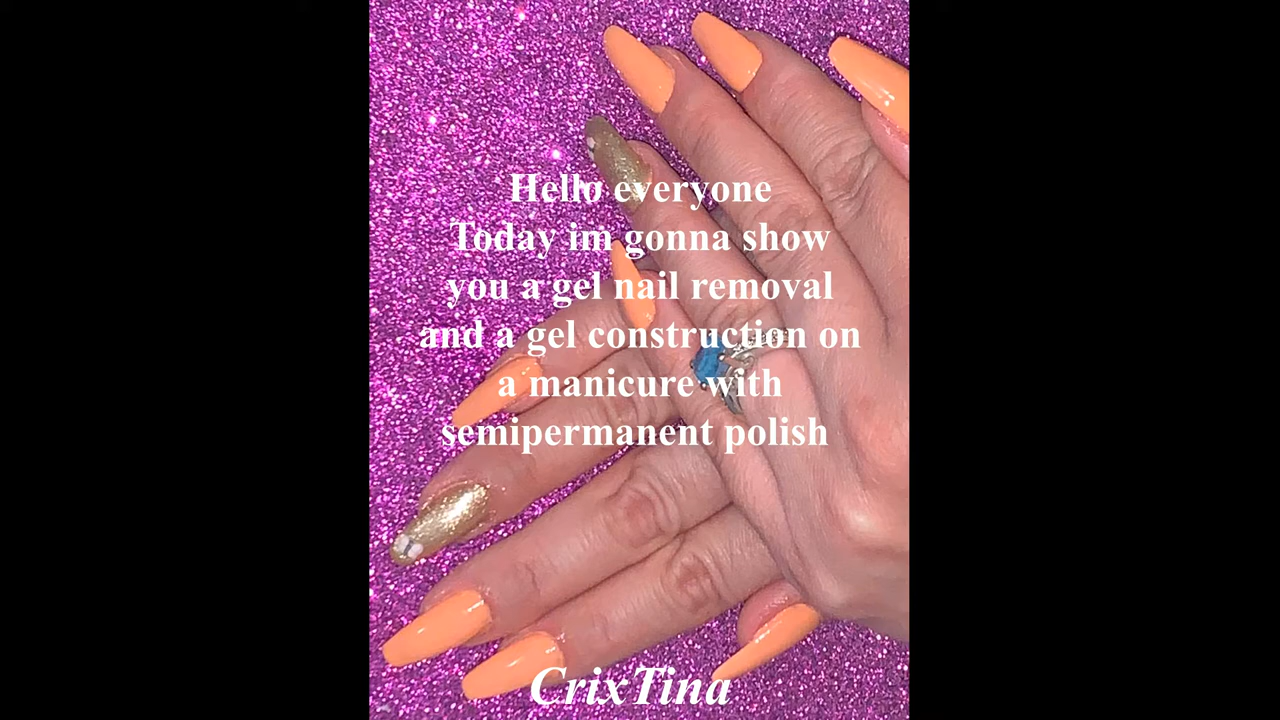 Hello everyone
Today im gonna show
you a gel nail removal
and a gel construction on
a manicure with
semipermanent polish
CrixTina